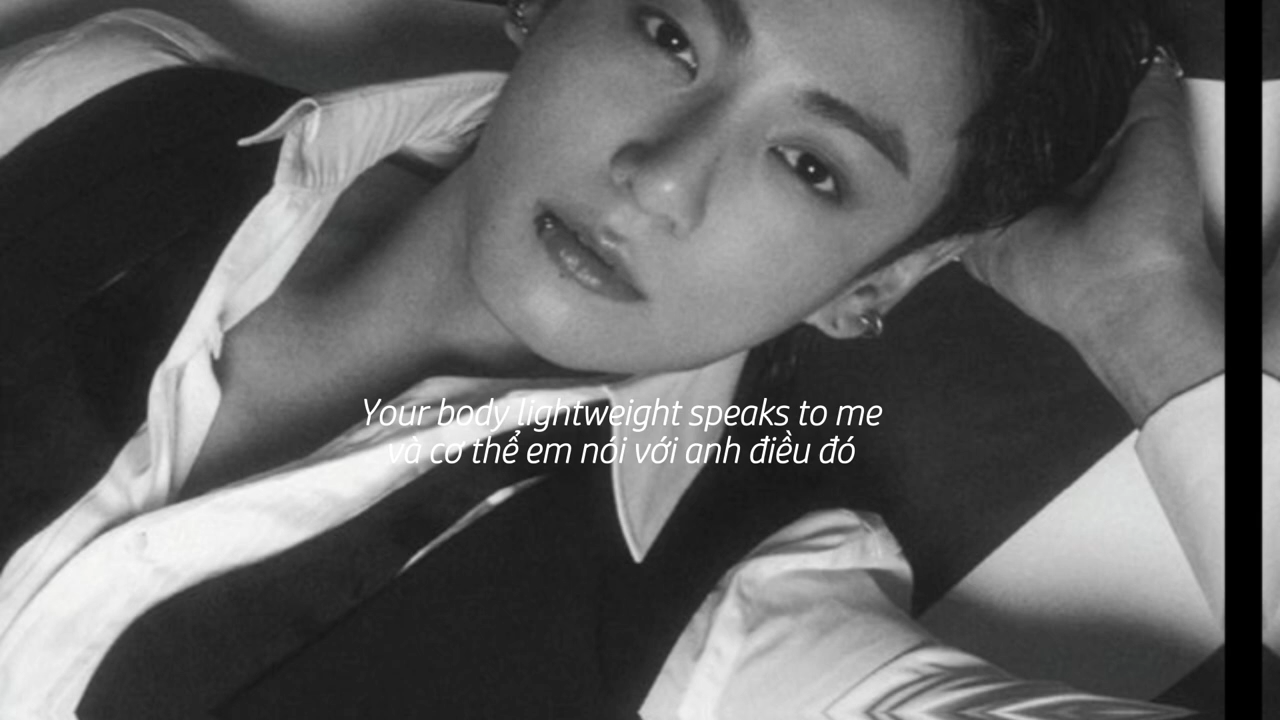 Your body lightweight speaks to me
và cơ thể em nói với anh điều đó